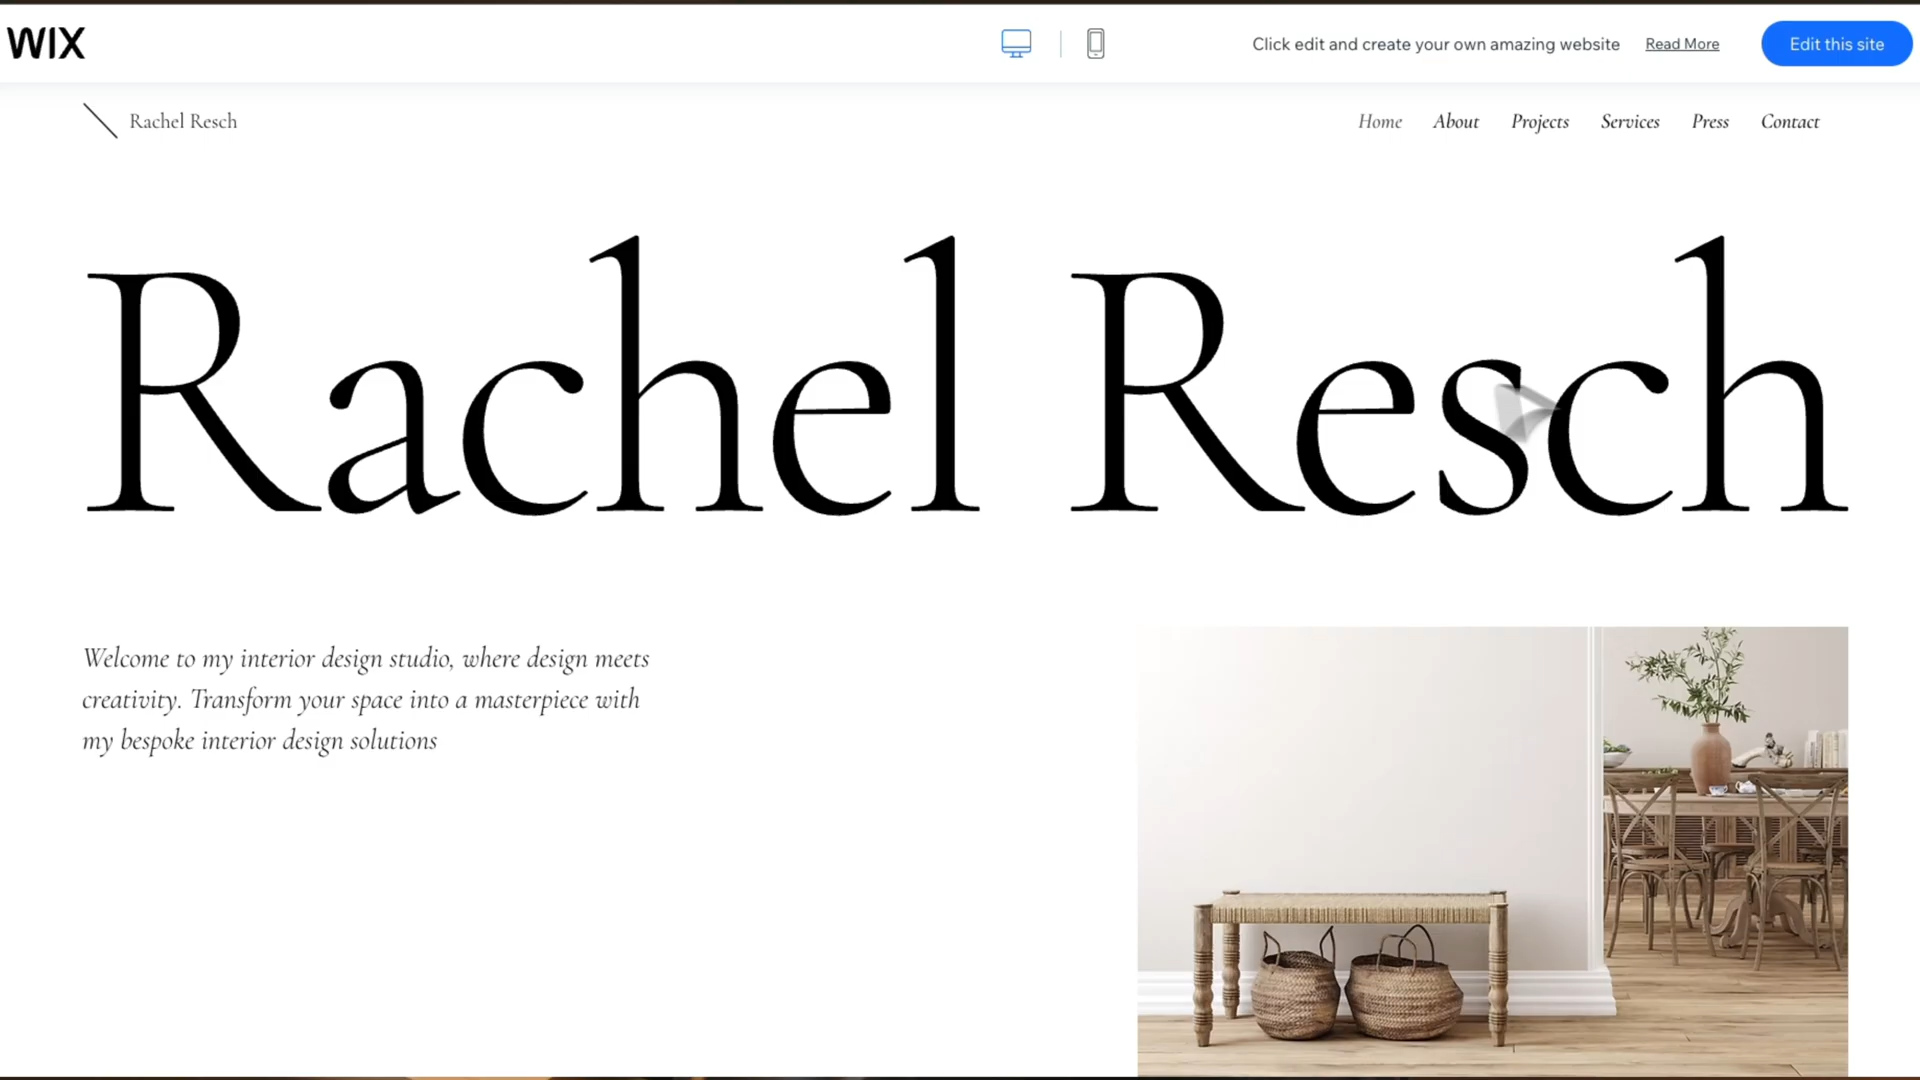 WIX
Click edit and create your own amazing website Read More Edit this site
Rachel Resch
Home About Projects Services Press Contact
Rachel Resch
Welcome to my interior design studio, where design meets
creativity. Transform your space into a masterpiece with
my bespoke interior design solutions